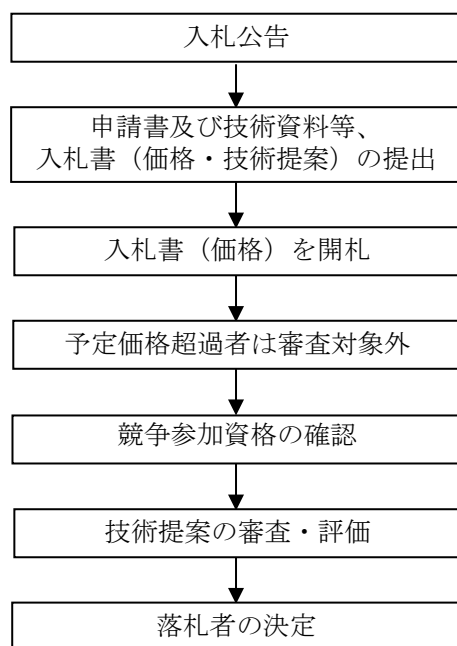 入札公告
申請書及び技術資料等、
入札書（価格・技術提案）の提出
入札書（価格）を開札
予定価格超過者は審査対象外
競争参加資格の確認
技術提案の審査・評価
落札者の決定